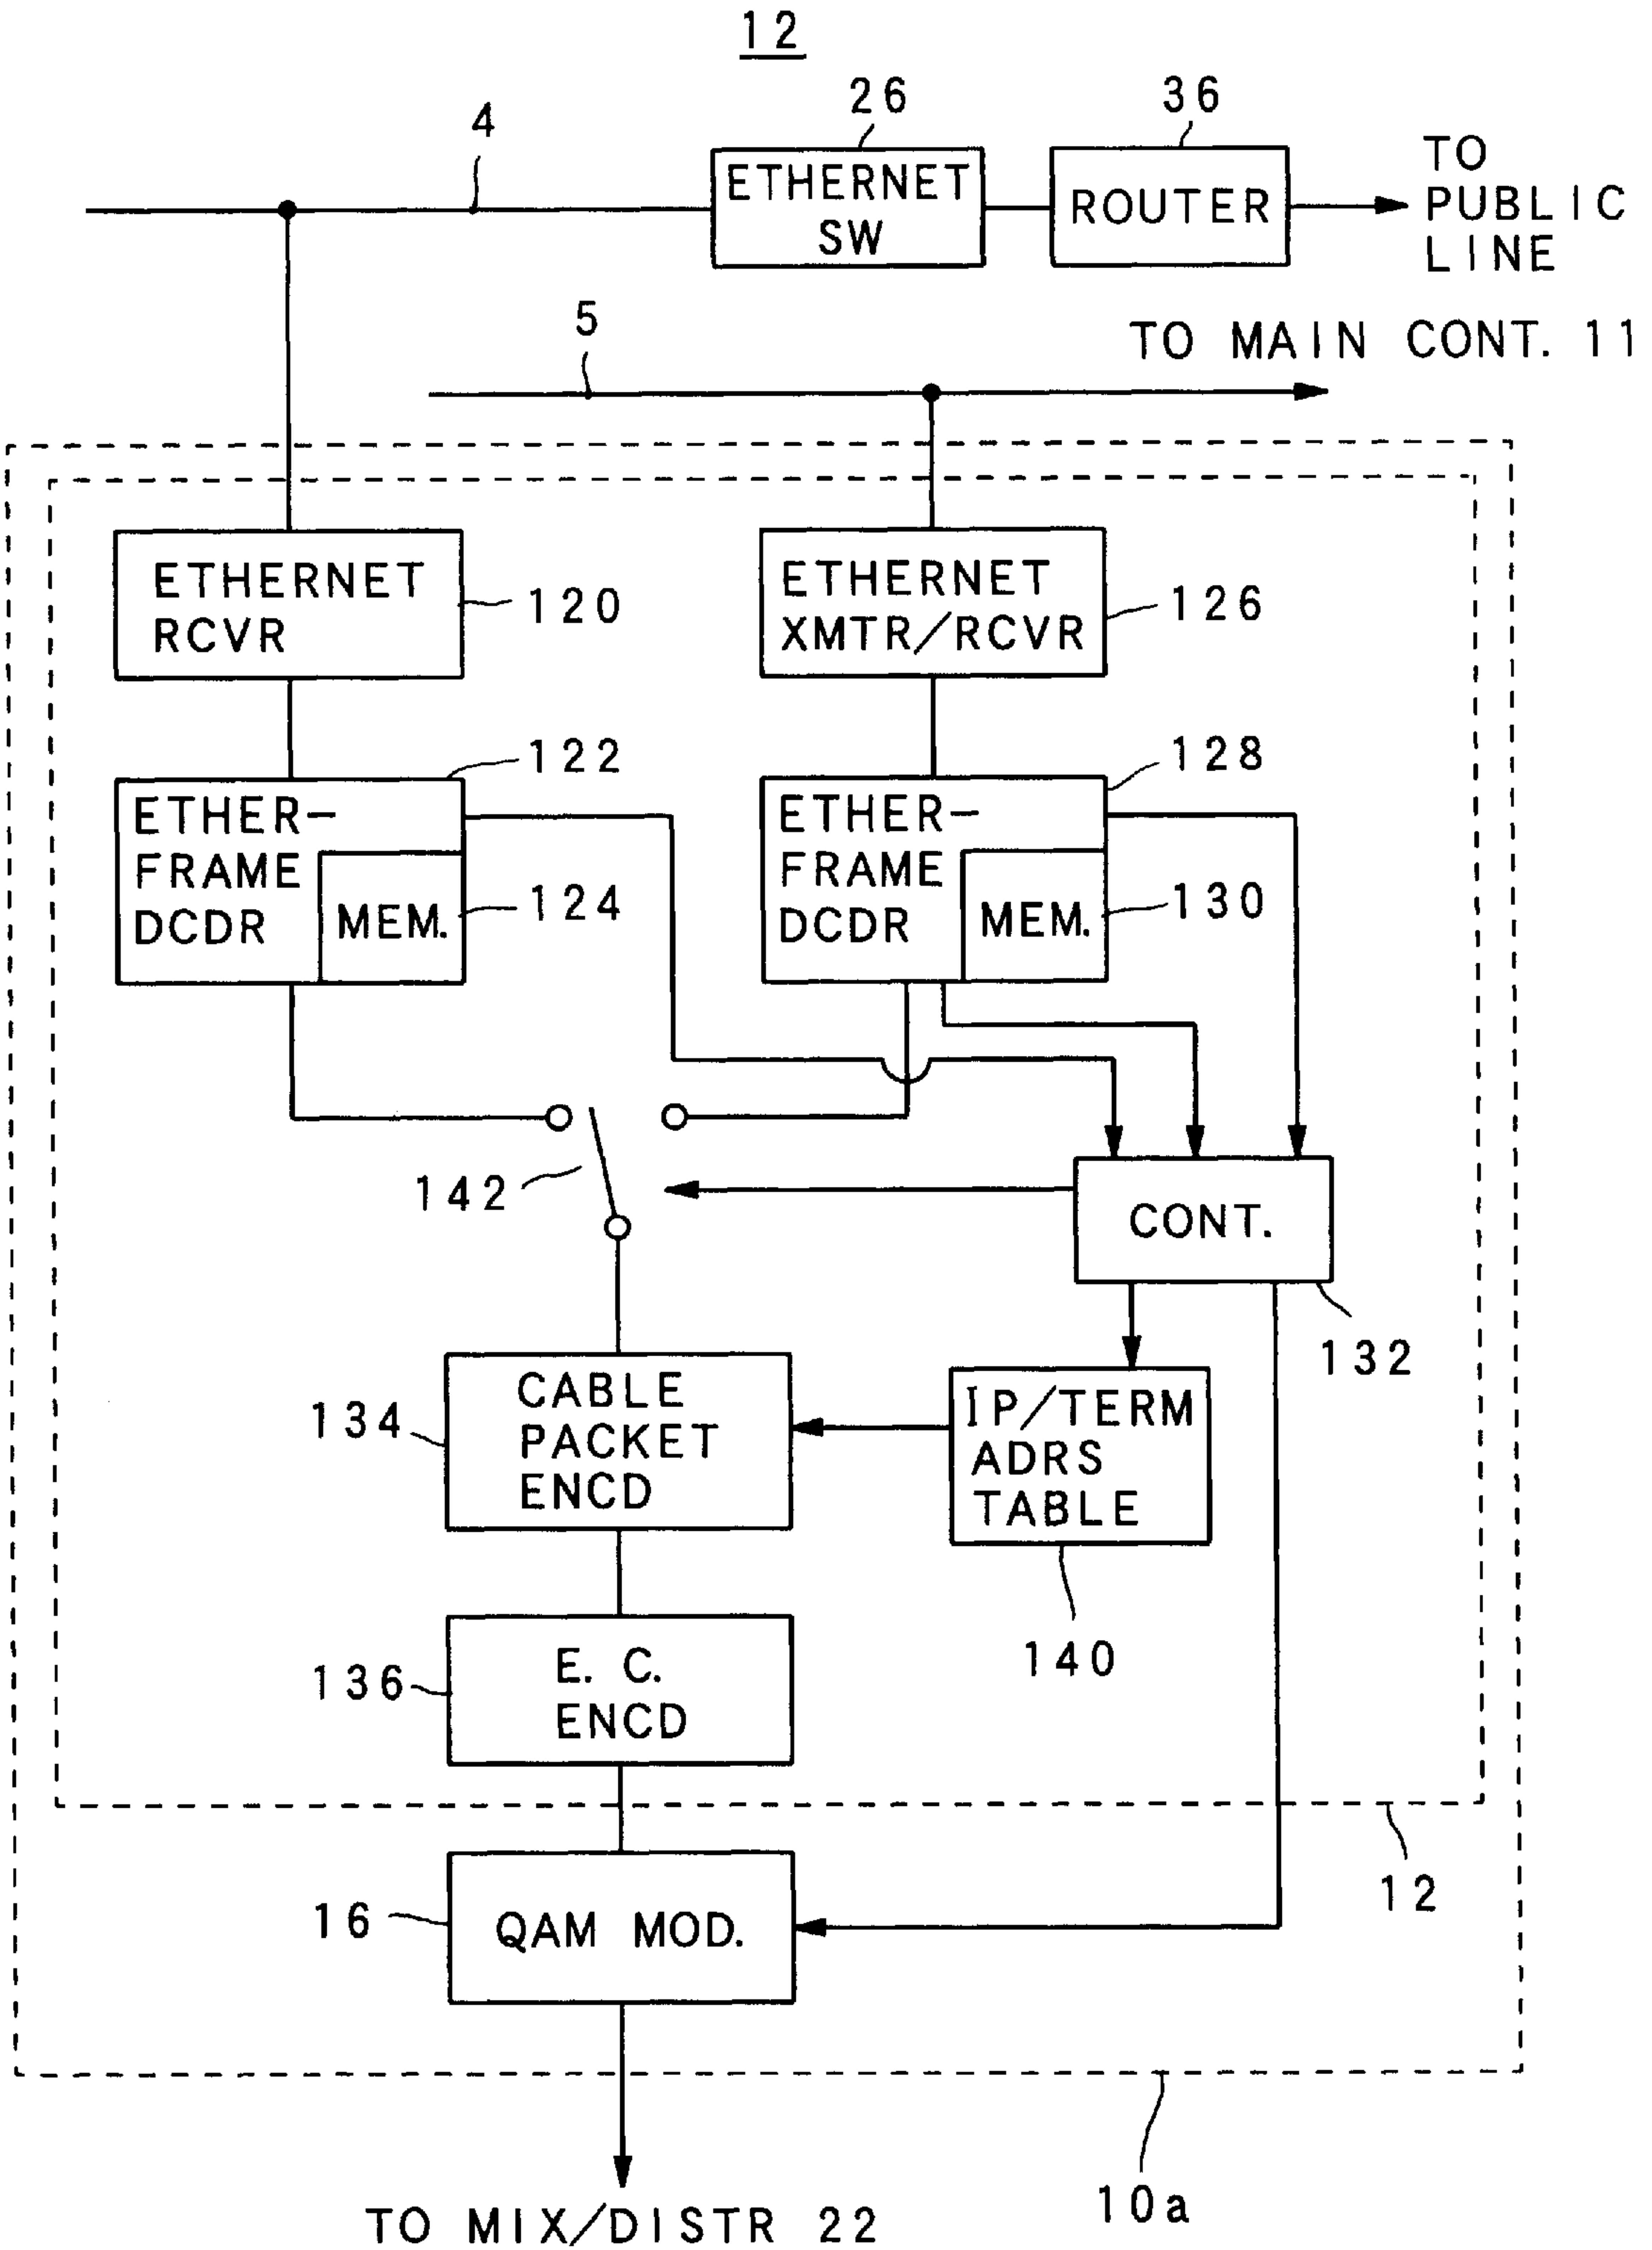 12
4
26
36
ETHERNET
SW
ROUTER
TO
PUBLIC
LINE
5
TO MAIN CONT. 11
ETHERNET
RCVR
120
ETHERNET
XMTR/RCVR
126
122
ETHER-
FRAME
DCDR
MEM.
124
128
ETHER-
FRAME
DCDR
MEM.
130
142
CONT.
132
134
CABLE
PACKET
ENCD
IP/TERM
ADRS
TABLE
140
136
E. C.
ENCD
12
16
QAM MOD.
10a
TO MIX/DISTR 22